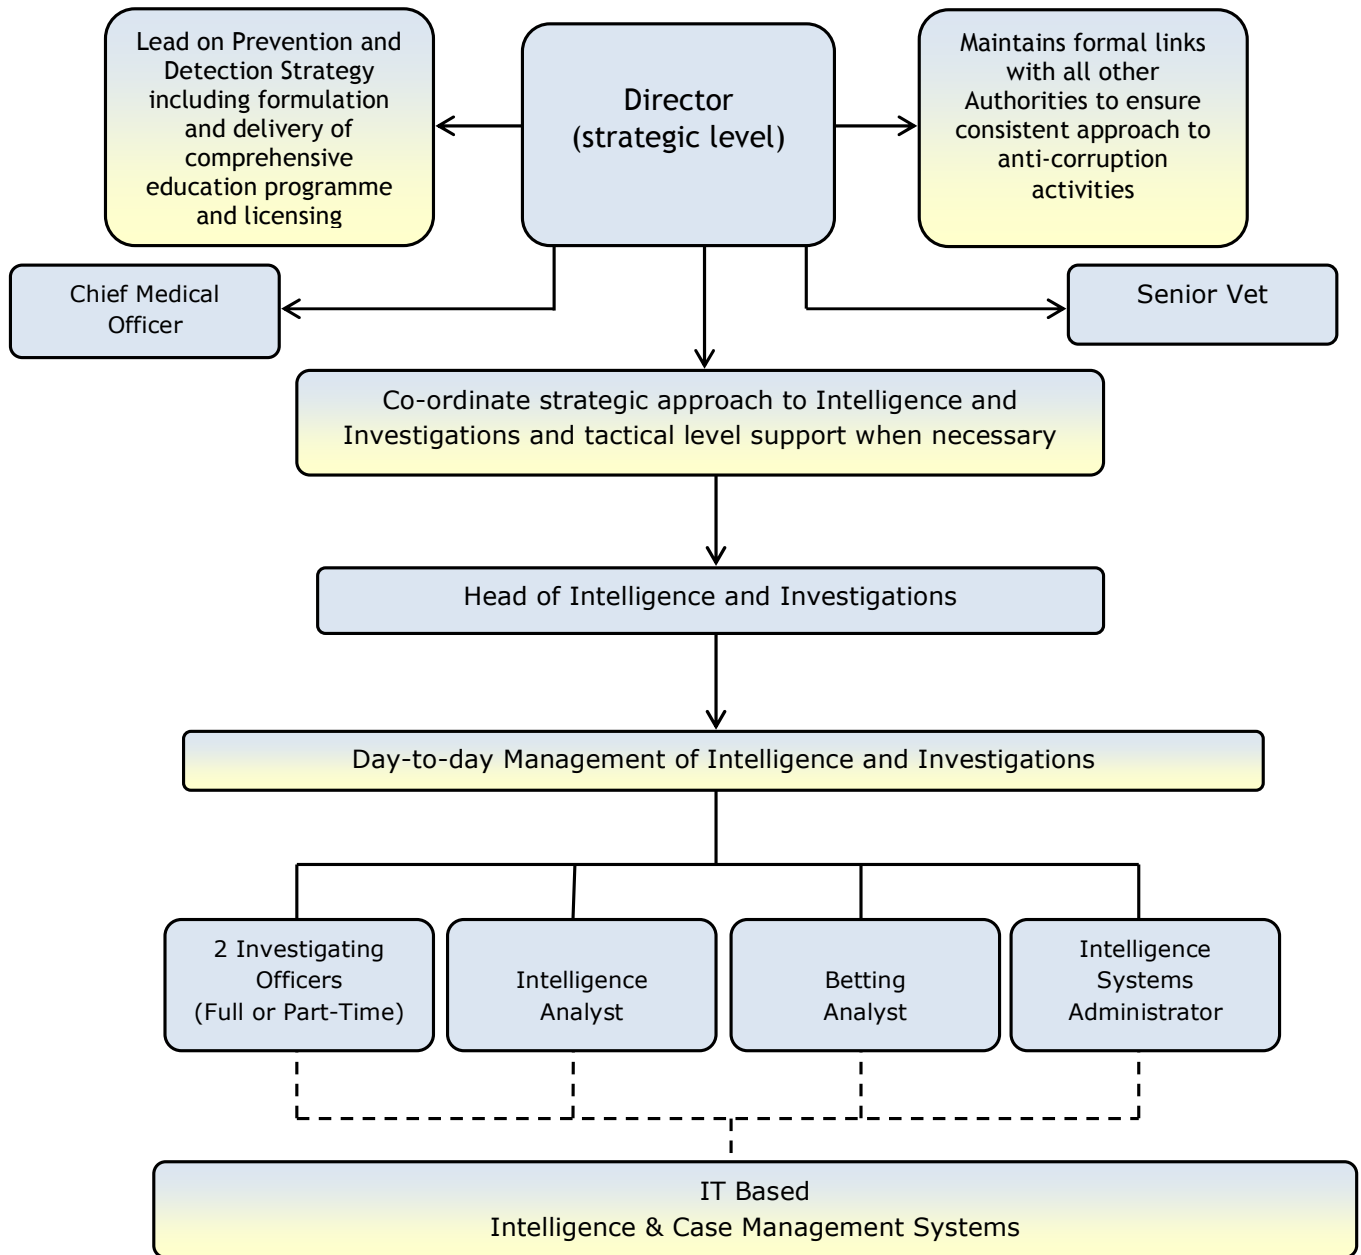 Lead on Prevention and
Detection Strategy
including formulation
and delivery of
comprehensive
education programme
and licensing
Director
(strategic level)
Maintains formal links
with all other
Authorities to ensure
consistent approach to
anti-corruption
activities
Chief Medical
Officer
Senior Vet
Co-ordinate strategic approach to Intelligence and
Investigations and tactical level support when necessary
Head of Intelligence and Investigations
Day-to-day Management of Intelligence and Investigations
2 Investigating
Officers
(Full or Part-Time)
Intelligence
Analyst
Betting
Analyst
Intelligence
Systems
Administrator
IT Based
Intelligence & Case Management Systems